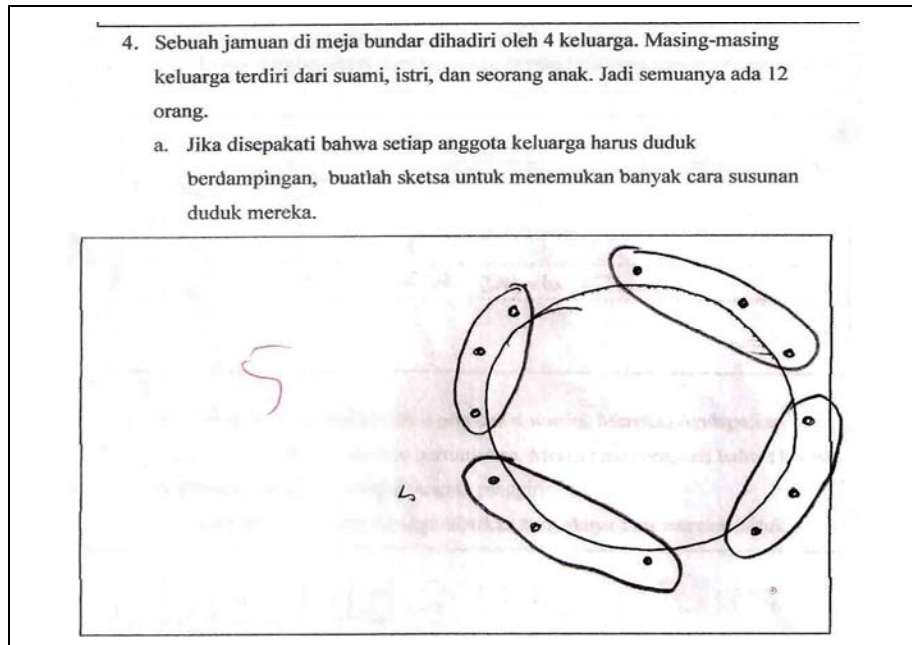 4. Sebuah jamuan di meja bundar dihadiri oleh 4 keluarga. Masing-masing
keluarga terdiri dari suami, istri, dan seorang anak. Jadi semuanya ada 12
orang.
a. Jika disepakati bahwa setiap anggota keluarga harus duduk
berdampingan, buatlah sketsa untuk menemukan banyak cara susunan
duduk mereka.
5